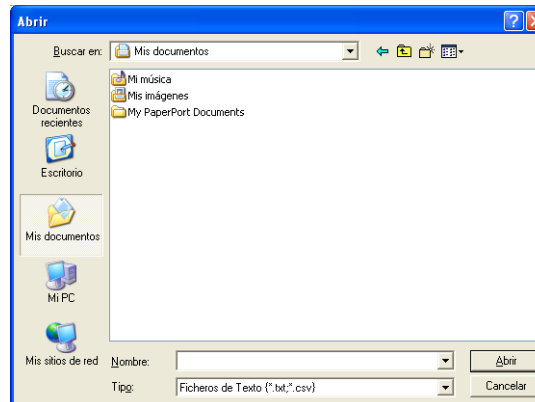 Abrir
Buscar en:
Mis documentos
Mi música
Mis imágenes
My PaperPort Documents
Documentos
recientes
Escritorio
Mis documentos
Mi PC
Mis sitios de red
Nombre:
Abrir
Tipo:
Ficheros de Texto {*.txt;*.csv}
Cancelar